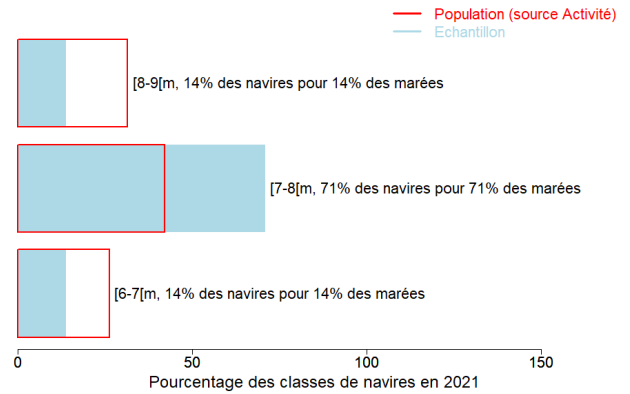 Population (source Activité)
Echantillon
[8-9[m, 14% des navires pour 14% des marées
[7-8[m, 71% des navires pour 71% des marées
[6-7[m, 14% des navires pour 14% des marées
0 50 100 150
Pourcentage des classes de navires en 2021